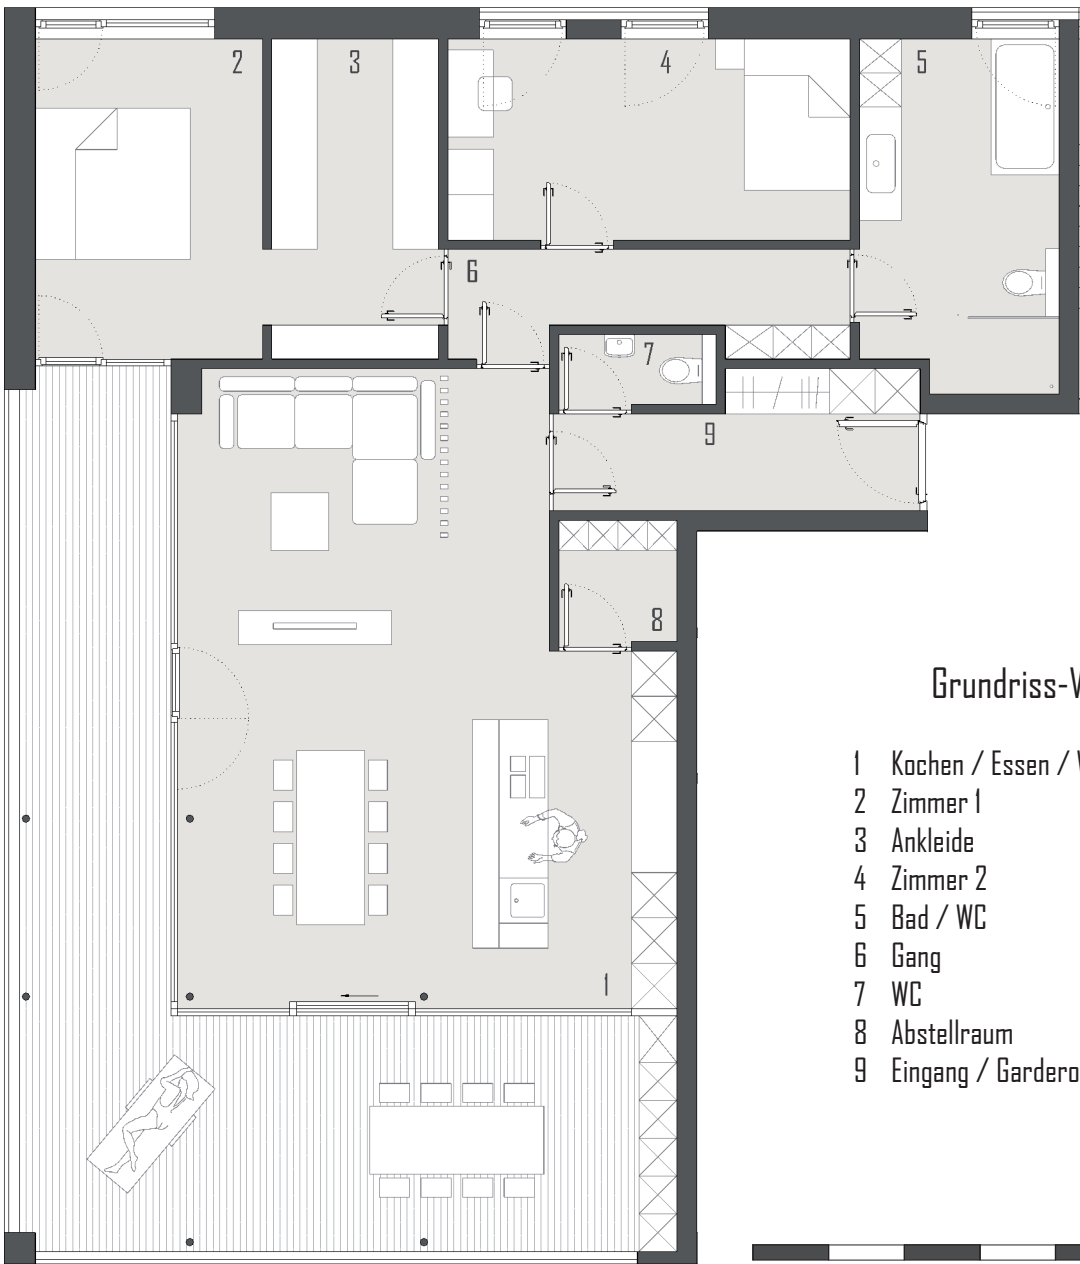 2
3
4
5
6
7
9
8
1
Grundriss-
1 Kochen / Essen /
2 Zimmer 1
3 Ankleide
4 Zimmer 2
5 Bad / WC
6 Gang
7 WC
8 Abstellraum
9 Eingang / Gardero